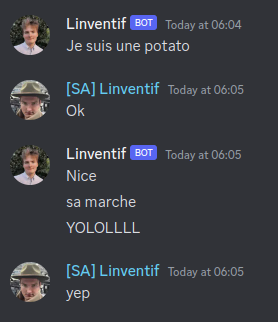 Linventif BOT Today at 06:04
Je suis une potato
[SA] Linventif Today at 06:05
Ok
Linventif BOT Today at 06:05
Nice
sa marche
YOLOLLLL
[SA] Linventif Today at 06:05
yep